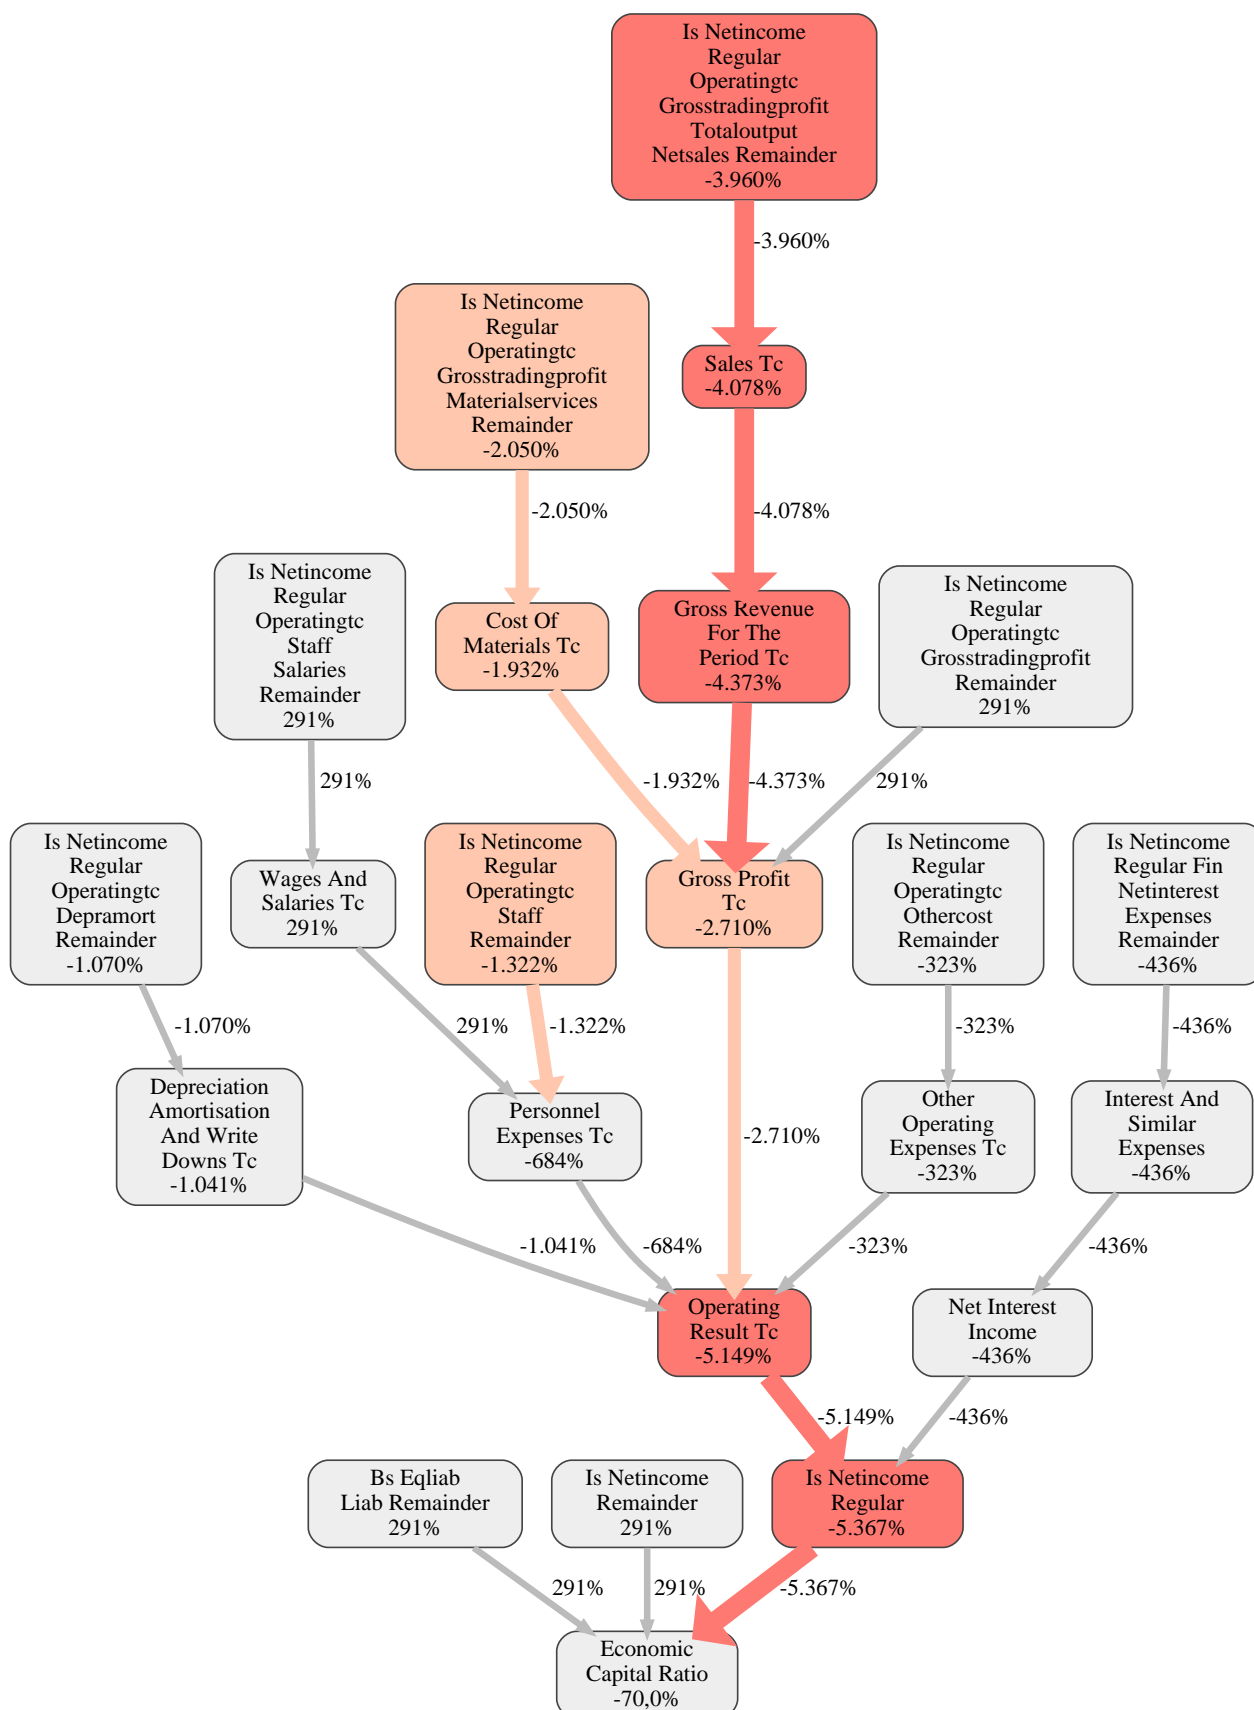 Is Netincome
Regular
Operatingtc
Grosstradingprofit
Totaloutput
Netsales Remainder
-3.960%
-3.960%
Is Netincome
Regular
Operatingtc
Grosstradingprofit
Materialservices
Remainder
-2.050%
Sales Tc
-4.078%
-2.050%
-4.078%
Is Netincome
Regular
Operatingtc
Staff
Salaries
Remainder
291%
Cost Of
Materials Tc
-1.932%
Gross Revenue
For The
Period Tc
-4.373%
Is Netincome
Regular
Operatingtc
Grosstradingprofit
Remainder
291%
291%
-1.932%
-4.373%
291%
Is Netincome
Regular
Operatingtc
Depramort
Remainder
-1.070%
Wages And
Salaries Tc
291%
Is Netincome
Regular
Operatingtc
Staff
Remainder
-1.322%
Gross Profit
Tc
-2.710%
Is Netincome
Regular
Operatingtc
Othercost
Remainder
-323%
Is Netincome
Regular Fin
Netinterest
Expenses
Remainder
-436%
-1.070%
291%
-1.322%
-323%
-436%
Depreciation
Amortisation
And Write
Downs Tc
-1.041%
Personnel
Expenses Tc
-684%
-2.710%
Other
Operating
Expenses Tc
-323%
Interest And
Similar
Expenses
-436%
-1.041%
-684%
-323%
-436%
Operating
Result Tc
-5.149%
Net Interest
Income
-436%
-5.149%
-436%
Bs Eqliab
Liab Remainder
291%
Is Netincome
Remainder
291%
Is Netincome
Regular
-5.367%
291%
291%
-5.367%
Economic
Capital Ratio
-70,0%